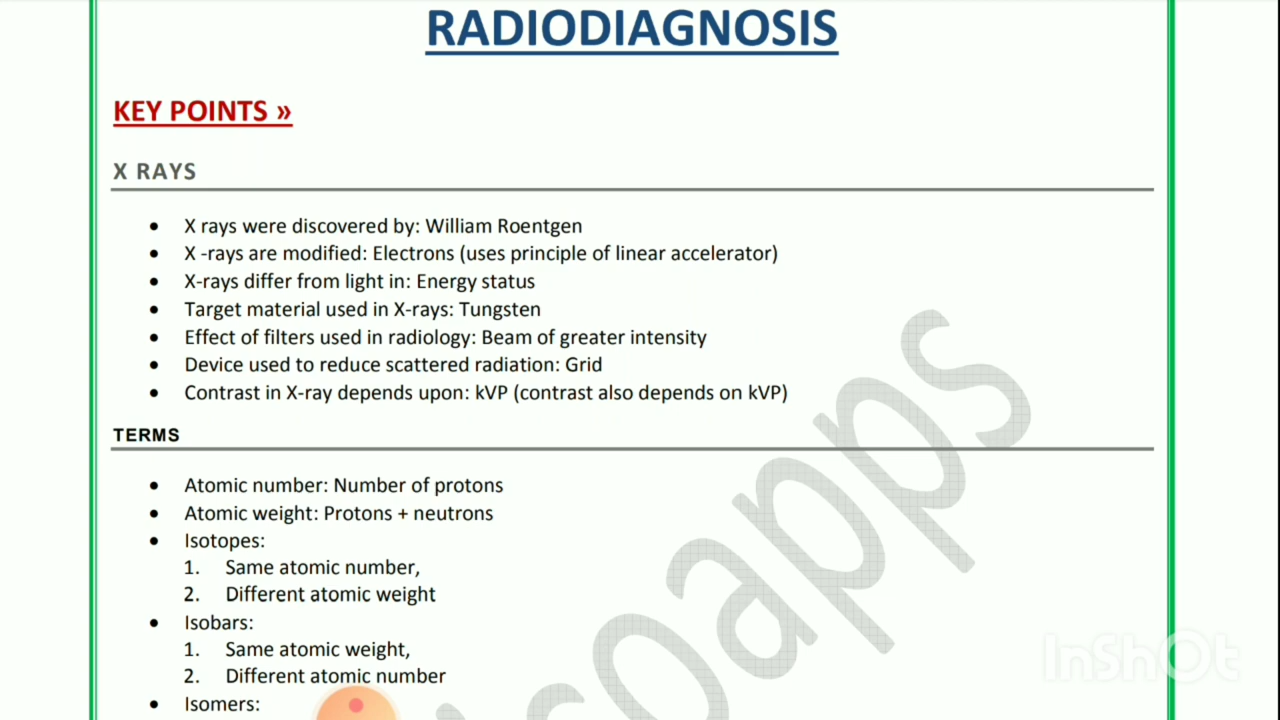 RADIODIAGNOSIS
KEY POINTS »
X RAYS
• X rays were discovered by: William Roentgen
• X -rays are modified: Electrons (uses principle of linear accelerator)
• X-rays differ from light in: Energy status
• Target material used in X-rays: Tungsten
• Effect of filters used in radiology: Beam of greater intensity
• Device used to reduce scattered radiation: Grid
• Contrast in X-ray depends upon: kVP (contrast also depends on kVP)
TERMS
• Atomic number: Number of protons
• Atomic weight: Protons + neutrons
• Isotopes:
1. Same atomic number,
2. Different atomic weight
• Isobars:
1. Same atomic weight,
2. Different atomic number
• Isomers:
soapps
InShOt